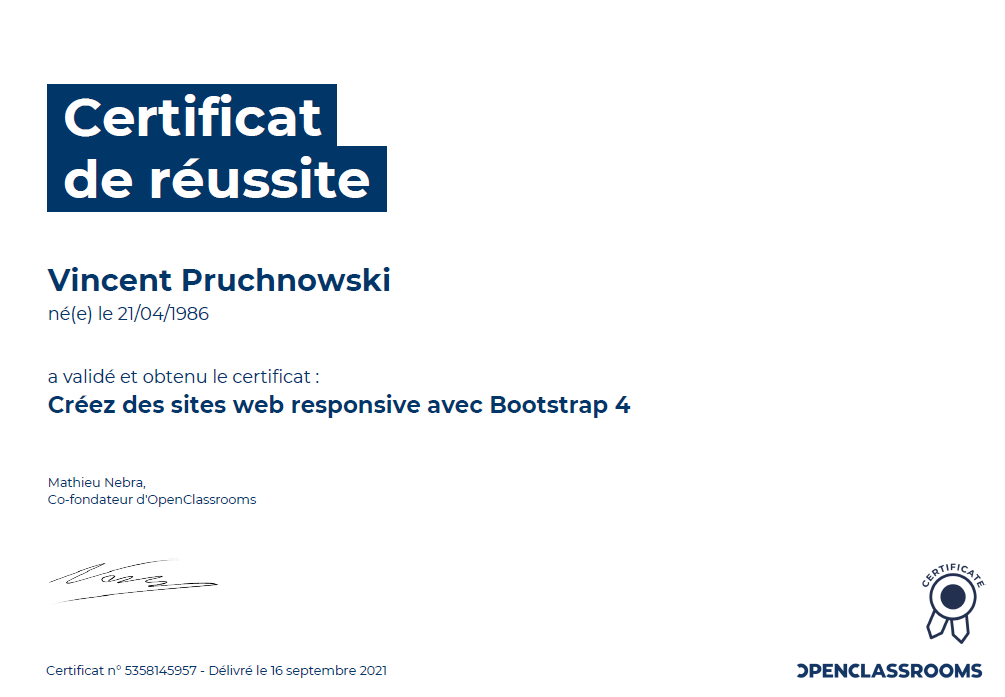 Certificat
de réussite
Vincent Pruchnowski
né(e) le 21/04/1986
a validé et obtenu le certificat :
Créez des sites web responsive avec Bootstrap 4
Mathieu Nebra,
Co-fondateur d'OpenClassrooms
CERTIFICATE
Certificat n° 5358145957 - Délivré le 16 septembre 2021
OPENCLASSROOMS